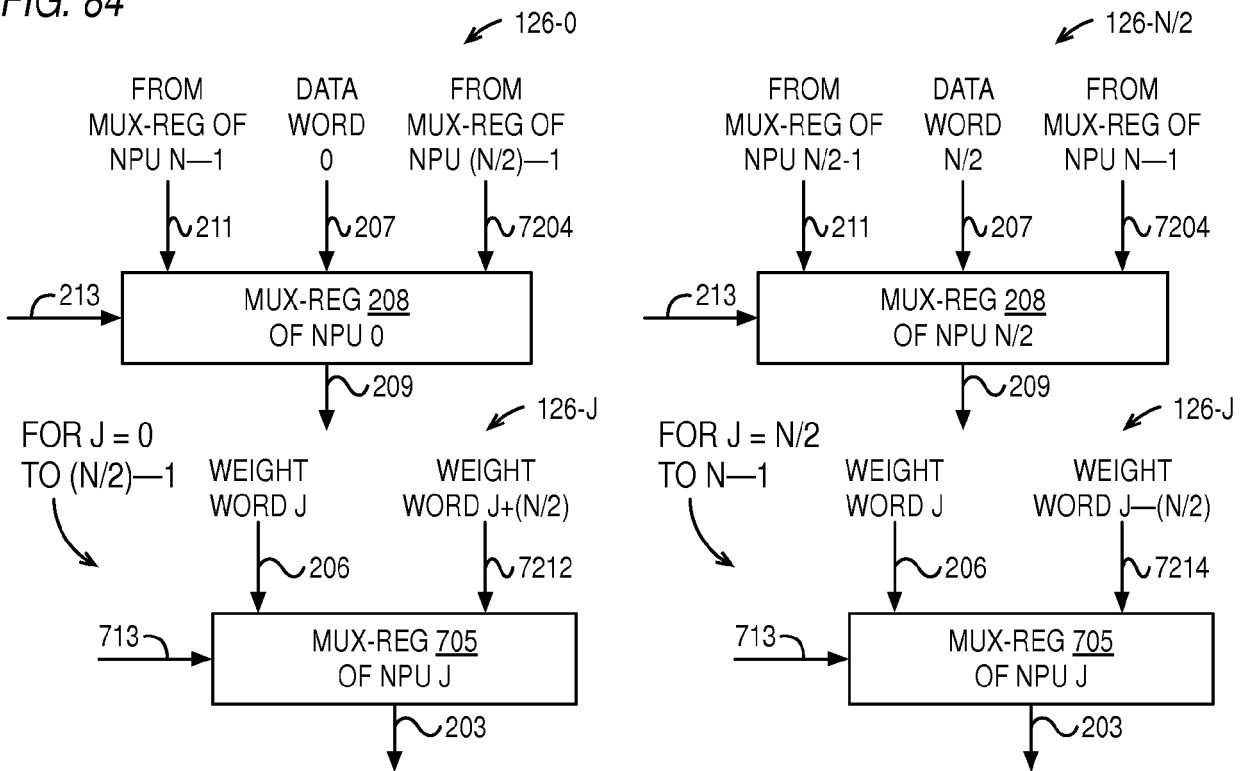 FIG. 84
126-0
126-N/2
FROM MUX-REG OF NPU N—1
DATA WORD 0
FROM MUX-REG OF NPU (N/2)—1
FROM MUX-REG OF NPU N/2-1
DATA WORD N/2
FROM MUX-REG OF NPU N—1
211
207
7204
211
207
7204
213
MUX-REG 208
OF NPU 0
213
MUX-REG 208
OF NPU N/2
209
209
126-J
126-J
FOR J = 0
TO (N/2)—1
WEIGHT
WORD J
WEIGHT
WORD J+(N/2)
FOR J = N/2
TO N—1
WEIGHT
WORD J
WEIGHT
WORD J—(N/2)
206
7212
206
7214
713
MUX-REG 705
OF NPU J
713
MUX-REG 705
OF NPU J
203
203